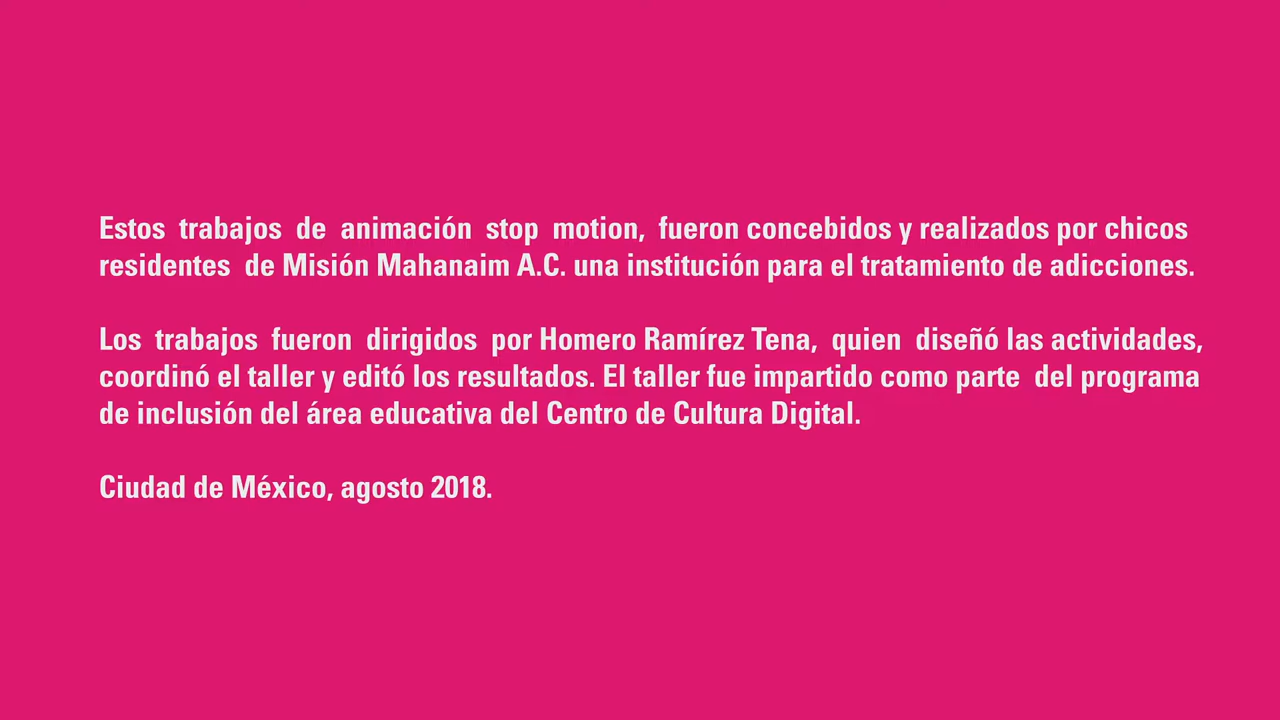 Estos trabajos de animación stop motion, fueron concebidos y realizados por chicos
residentes de Misión Mahanaim A.C. una institución para el tratamiento de adicciones.
Los trabajos fueron dirigidos por Homero Ramírez Tena, quien diseñó las actividades,
coordinó el taller y editó los resultados. El taller fue impartido como parte del programa
de inclusión del área educativa del Centro de Cultura Digital.
Ciudad de México, agosto 2018.